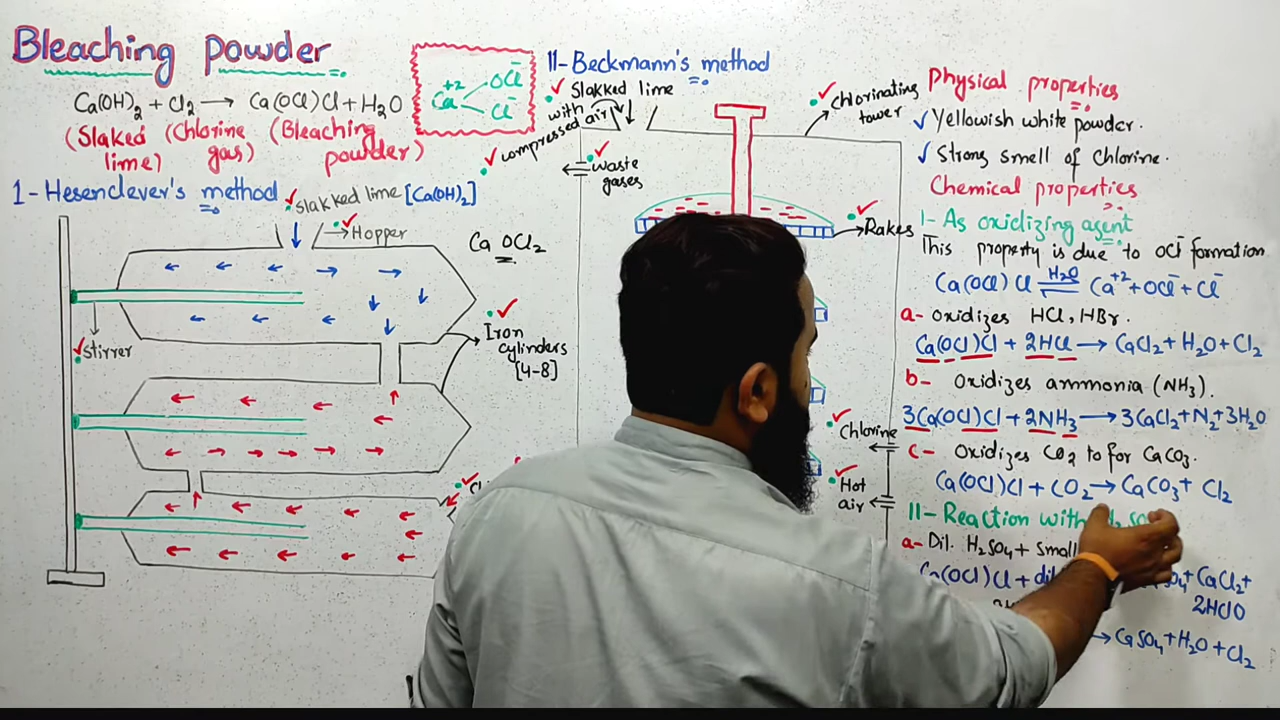 Bleaching powder
Ca(OH)₂ + Cl₂ → Ca(OCl)Cl + H₂O
(Slaked lime) (Chlorine gas) (Bleaching powder)
Ca⁺² OCl⁻ Cl⁻
I- Hesenclever's method
Slakked lime [Ca(OH)₂]
Hopper
Ca OCl₂
Stirrer
Iron cylinders [4-8]
II- Beckmann's method
Slakked lime
with compressed air
waste gases
chlorinating tower
Rakes
Chlorine
Hot air
Physical properties
Yellowish white powder.
Strong smell of chlorine.
Chemical properties
I- As oxidizing agent
This property is due to OCl⁻ formation
Ca(OCl)Cl ⇌ H₂O Ca⁺² + OCl⁻ + Cl⁻
a- Oxidizes HCl, HBr.
Ca(OCl)Cl + 2HCl → CaCl₂ + H₂O + Cl₂
b- Oxidizes ammonia (NH₃).
3Ca(OCl)Cl + 2NH₃ → 3CaCl₂ + N₂ + 3H₂O
c- Oxidizes CO₂ to for CaCO₃.
Ca(OCl)Cl + CO₂ → CaCO₃ + Cl₂
II- Reaction with
a- Dil. H₂SO₄ + Small
Ca(OCl)Cl + dil
+ CaCl₂ +
2HClO
→ CaSO₄ + H₂O + Cl₂